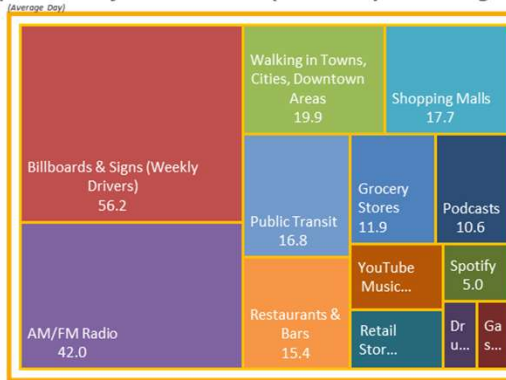 (Average Day)
Billboards & Signs (Weekly
Drivers)
56.2
AM/FM Radio
42.0
Walking in Towns,
Cities, Downtown
Areas
19.9
Shopping Malls
17.7
Public Transit
16.8
Grocery
Stores
11.9
Podcasts
10.6
Restaurants &
Bars
15.4
YouTube
Music...
Spotify
5.0
Retail
Stor...
Dr
u...
Ga
s...